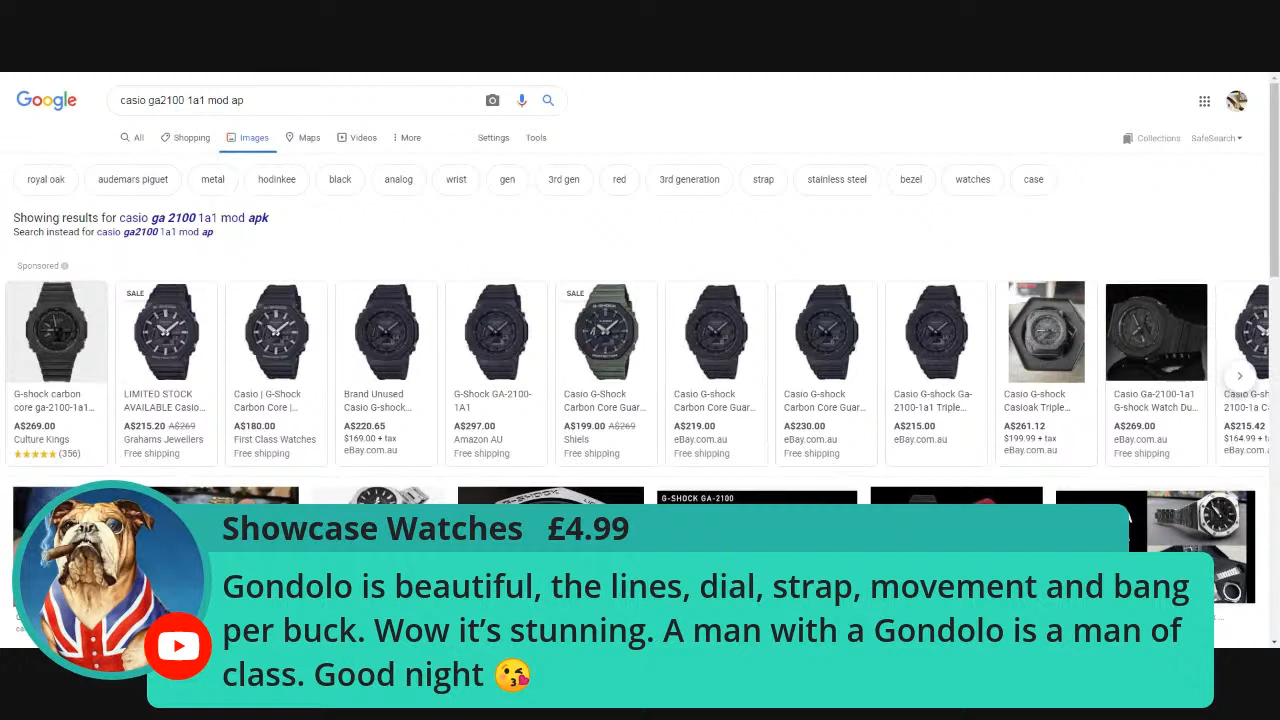 Google
casio ga2100 1a1 mod ap
All Shopping Images Maps Videos More Settings Tools
Collections SafeSearch
royal oak audemars piguet metal hodinkee black analog wrist gen 3rd gen red 3rd generation strap stainless steel bezel watches case
Showing results for casio ga 2100 1a1 mod apk
Search instead for casio ga2100 1a1 mod ap
Sponsored
SALE
SALE
G-shock carbon
core ga-2100-1a1...
A$269.00
Culture Kings
(356)
LIMITED STOCK
AVAILABLE Casio...
A$215.20 A$269
Grahams Jewellers
Free shipping
Casio | G-Shock
Carbon Core |...
A$180.00
First Class Watches
Free shipping
Brand Unused
Casio G-shock...
A$220.65
$169.00 + tax
eBay.com.au
G-Shock GA-2100-
1A1
A$297.00
Amazon AU
Free shipping
Casio G-Shock
Carbon Core Guar...
A$199.00 A$269
Shiels
Free shipping
Casio G-shock
Carbon Core Guar...
A$219.00
eBay.com.au
Free shipping
Casio G-shock
Carbon Core Guar...
A$230.00
eBay.com.au
Free shipping
Casio G-shock Ga-
2100-1a1 Triple...
A$215.00
eBay.com.au
Free shipping
Casio G-shock
Casioak Triple...
A$261.12
$199.99 + tax
eBay.com.au
Casio Ga-2100-1a1
G-shock Watch Du...
A$269.00
eBay.com.au
Free shipping
Casio G-sh
2100-1a Ca
A$215.42
$164.99 + ta
eBay.com.au
G-SHOCK GA-2100
Showcase Watches £4.99
Gondolo is beautiful, the lines, dial, strap, movement and bang
per buck. Wow it’s stunning. A man with a Gondolo is a man of
class. Good night 😘